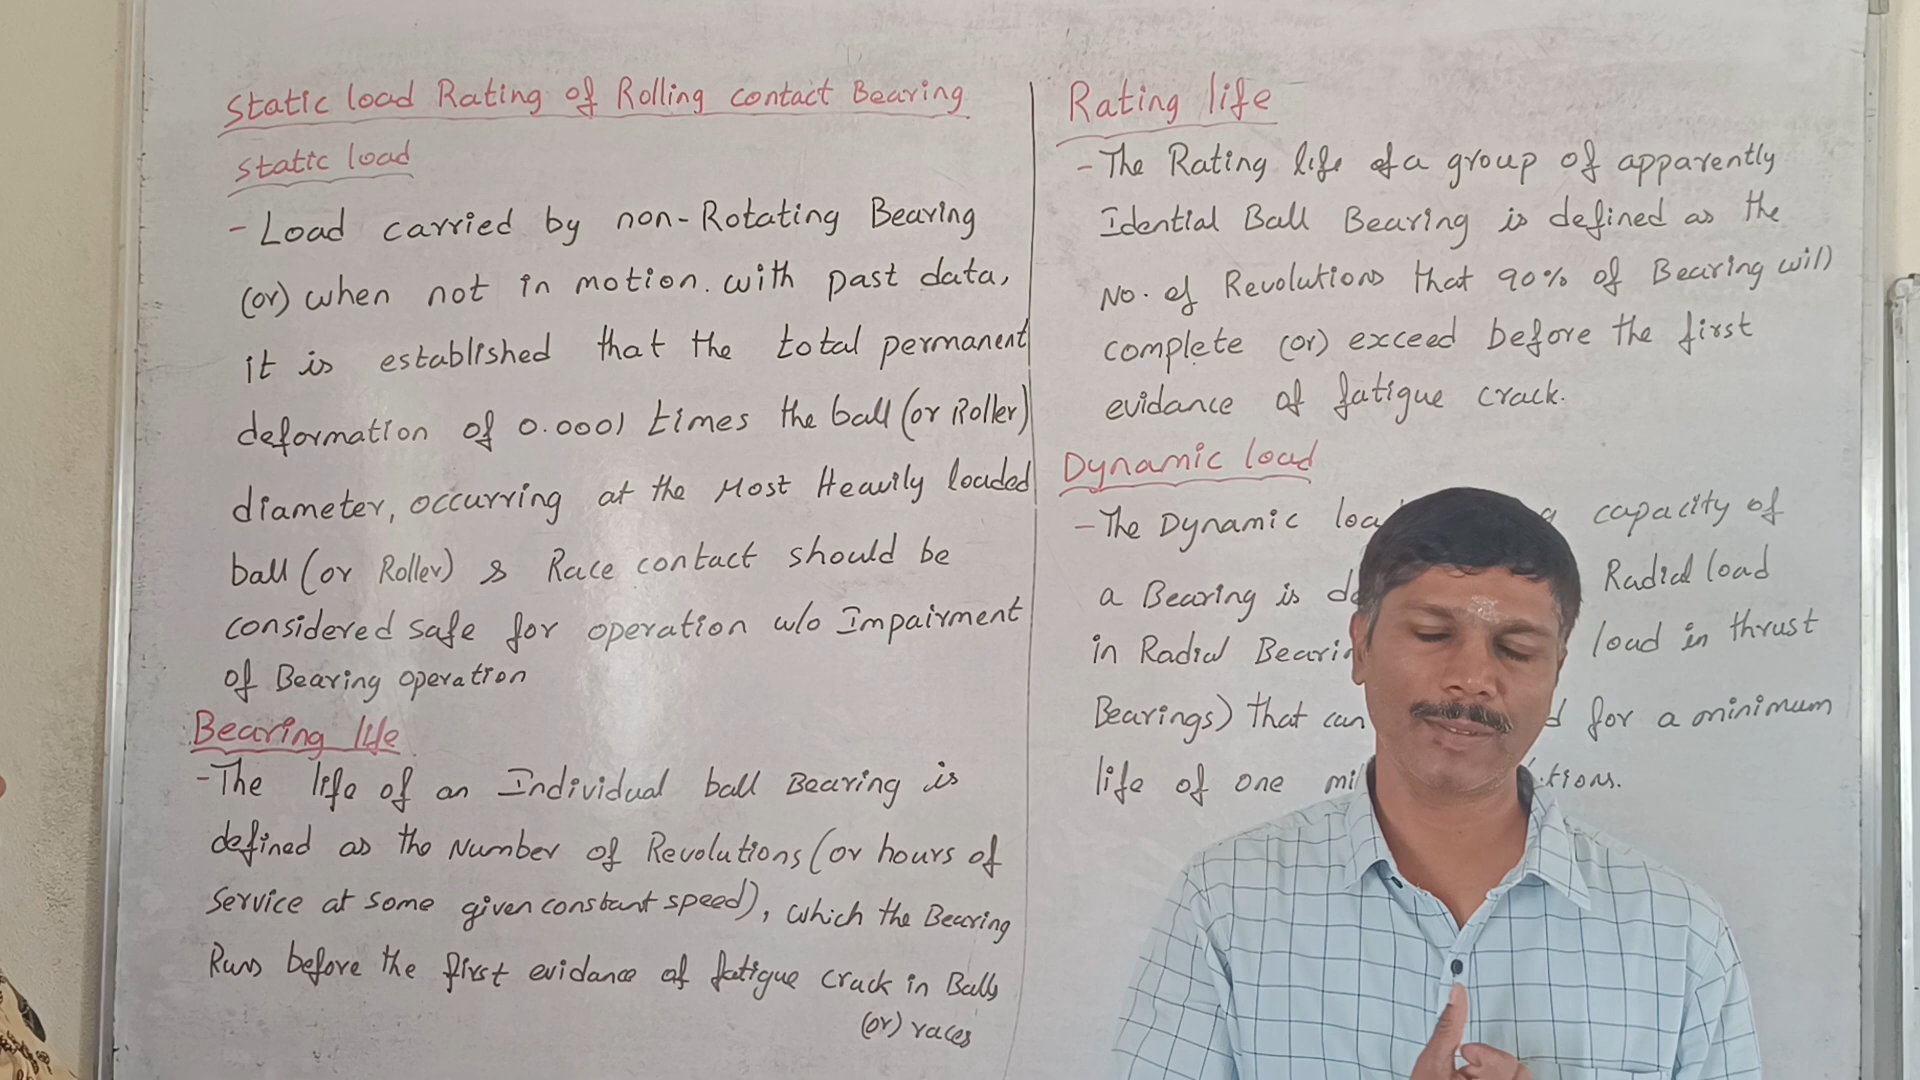 Static load Rating of Rolling contact Bearing
Static load
- Load carried by non-Rotating Bearing
(or) when not in motion. with past data,
it is established that the total permanent
deformation of 0.0001 times the ball (or Roller)
diameter, occurring at the Most Heavily loaded
ball (or Roller) & Race contact should be
considered safe for operation w/o Impairment
of Bearing operation
Bearing life
- The life of an Individual ball Bearing is
defined as the Number of Revolutions (or hours of
Service at some given constant speed), which the Bearing
Runs before the first evidance of fatigue crack in Balls
(or) races
Rating life
- The Rating life of a group of apparently
Idential Ball Bearing is defined as the
No. of Revolutions that 90% of Bearing will
complete (or) exceed before the first
evidance of fatigue crack.
Dynamic load
- The Dynamic capacity of
a Bearing is Radial load
in Radial load in thrust
Bearings) that can for a minimum
life of one